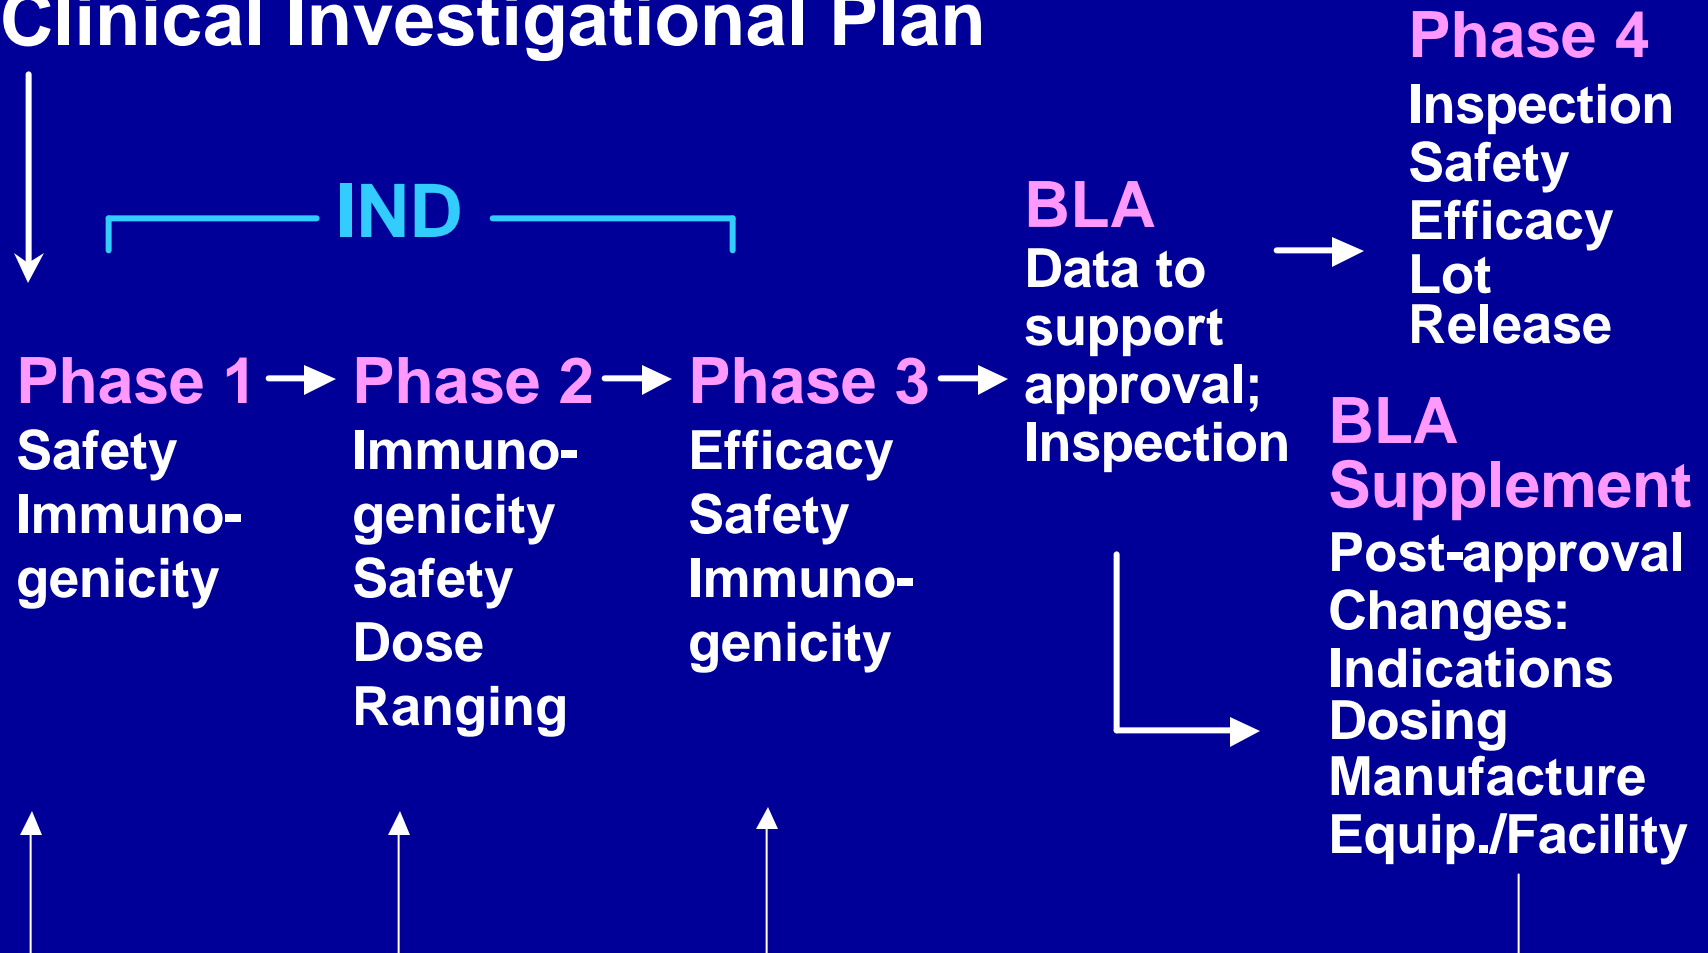 Clinical Investigational Plan
IND
Phase 1
Safety
Immuno-
genicity
Phase 2
Immuno-
genicity
Safety
Dose
Ranging
Phase 3
Efficacy
Safety
Immuno-
genicity
BLA
Data to
support
approval;
Inspection
Phase 4
Inspection
Safety
Efficacy
Lot
Release
BLA
Supplement
Post-approval
Changes:
Indications
Dosing
Manufacture
Equip./Facility